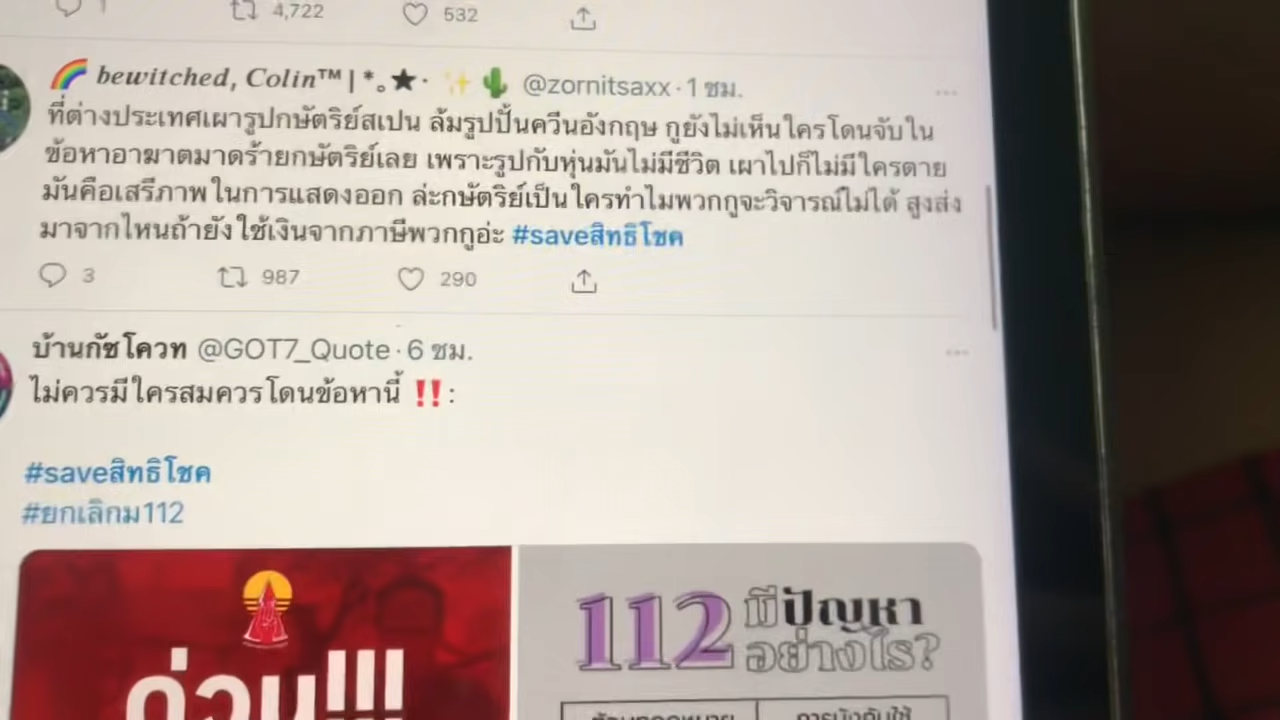 4,722 532
bewitched, Colin™ | *｡★· @zornitsaxx · 1 ชม.
ที่ต่างประเทศเผารูปกษัตริย์สเปน ล้มรูปปั้นควีนอังกฤษ กูยังไม่เห็นใครโดนจับใน
ข้อหาอาฆาตมาดร้ายกษัตริย์เลย เพราะรูปกับหุ่นมันไม่มีชีวิต เผาไปก็ไม่มีใครตาย
มันคือเสรีภาพในการแสดงออก ล่ะกษัตริย์เป็นใครทำไมพวกกูจะวิจารณ์ไม่ได้ สูงส่ง
มาจากไหนถ้ายังใช้เงินจากภาษีพวกกูอ่ะ #saveสิทธิโชค
3 987 290
บ้านกัซโควท @GOT7_Quote · 6 ชม.
ไม่ควรมีใครสมควรโดนข้อหานี้ ‼️:
#saveสิทธิโชค
#ยกเลิกม112
ด่วน!!!
112 มีปัญหา
อย่างไร?